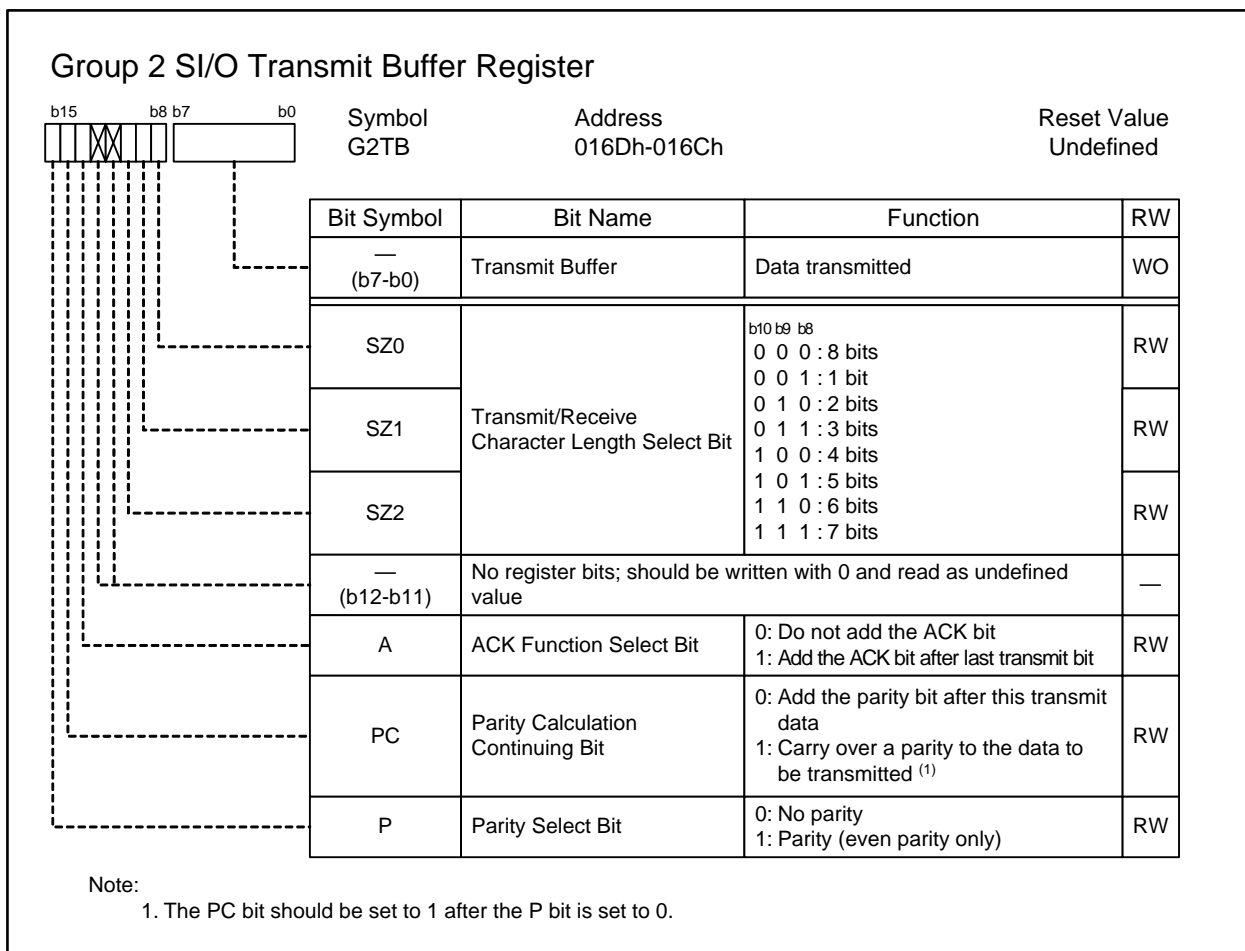 Group 2 SI/O Transmit Buffer Register
b15 b8 b7 b0
Symbol Address Reset Value
G2TB 016Dh-016Ch Undefined
Bit Symbol Bit Name Function RW
—
(b7-b0) Transmit Buffer Data transmitted WO
SZ0 RW
SZ1 RW
SZ2 RW
Transmit/Receive
Character Length Select Bit
b10 b9 b8
0 0 0 : 8 bits
0 0 1 : 1 bit
0 1 0 : 2 bits
0 1 1 : 3 bits
1 0 0 : 4 bits
1 0 1 : 5 bits
1 1 0 : 6 bits
1 1 1 : 7 bits
—
(b12-b11)
No register bits; should be written with 0 and read as undefined
value
—
A ACK Function Select Bit
0: Do not add the ACK bit
1: Add the ACK bit after last transmit bit
RW
PC
Parity Calculation
Continuing Bit
0: Add the parity bit after this transmit
data
1: Carry over a parity to the data to
be transmitted (1)
RW
P Parity Select Bit
0: No parity
1: Parity (even parity only)
RW
Note:
1. The PC bit should be set to 1 after the P bit is set to 0.